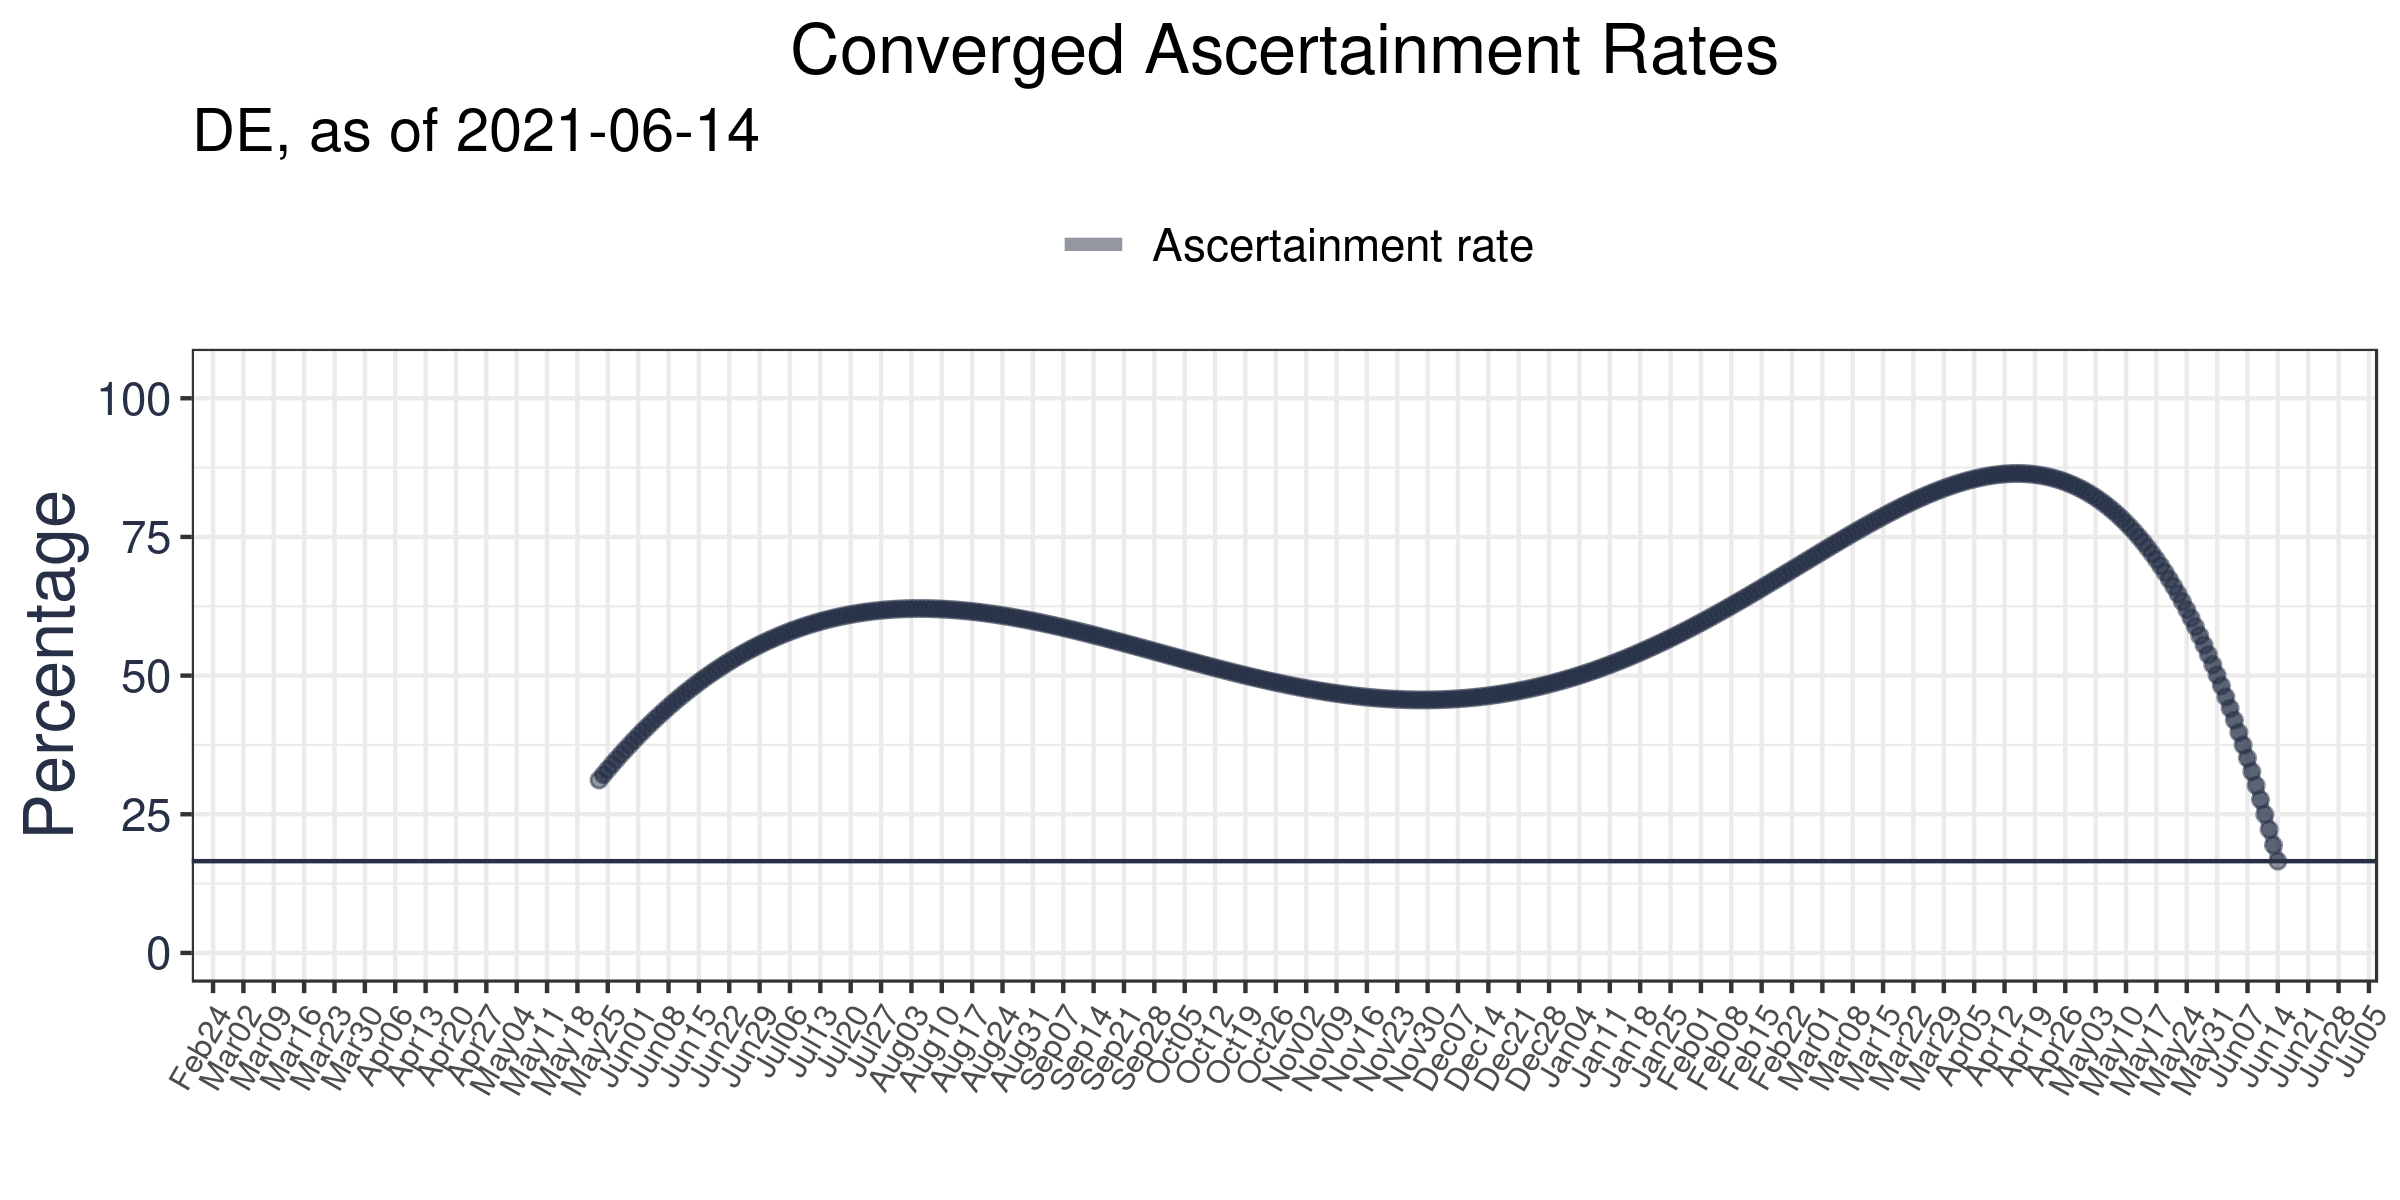 Converged Ascertainment Rates
DE, as of 2021-06-14
Ascertainment rate
Percentage
100
75
50
25
0
Feb24
Mar02
Mar09
Mar16
Mar23
Mar30
Apr06
Apr13
Apr20
Apr27
May04
May11
May18
May25
Jun01
Jun08
Jun15
Jun22
Jun29
Jul06
Jul13
Jul20
Jul27
Aug03
Aug10
Aug17
Aug24
Aug31
Sep07
Sep14
Sep21
Sep28
Oct05
Oct12
Oct19
Oct26
Nov02
Nov09
Nov16
Nov23
Nov30
Dec07
Dec14
Dec21
Dec28
Dec04
Jan11
Jan18
Jan25
Feb01
Feb08
Feb15
Feb22
Mar01
Mar08
Mar15
Mar22
Mar29
Apr05
Apr12
Apr19
Apr26
May03
May10
May17
May24
May31
Jun07
Jun14
Jun21
Jun28
Jul05